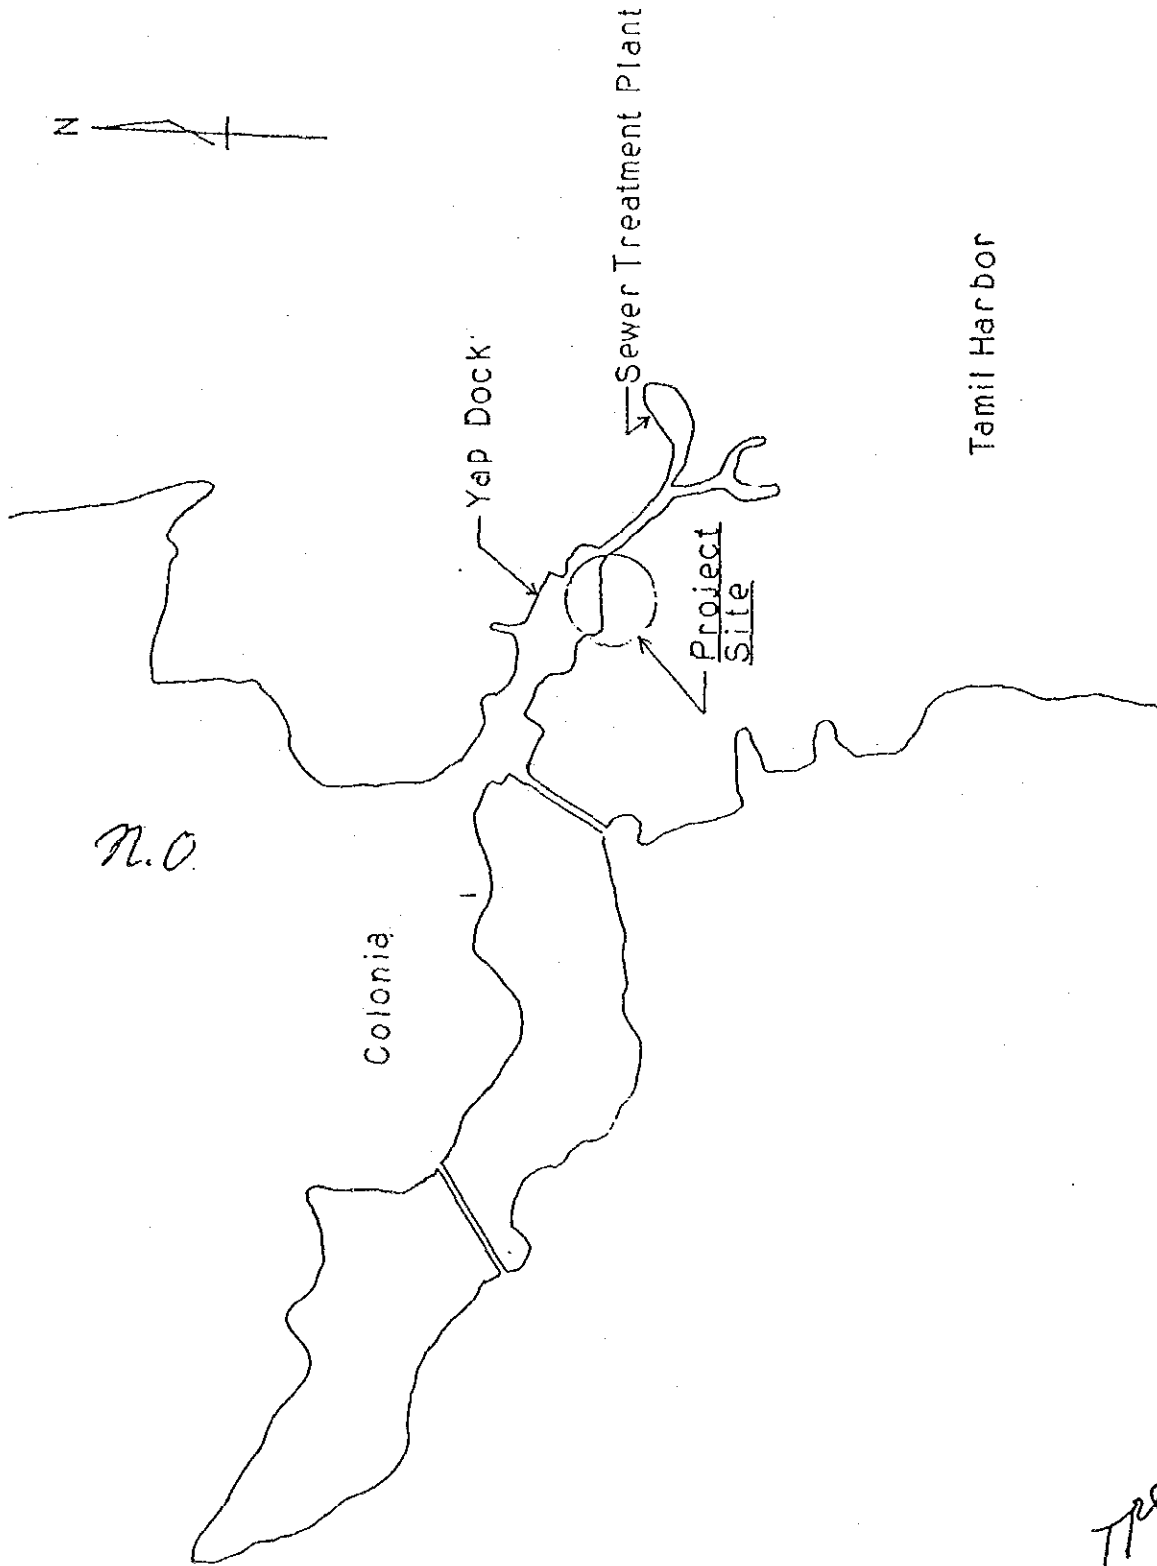 N
Sewer Treatment Plant
Yap Dock
Project
Site
Tamil Harbor
Colonia
n.o.